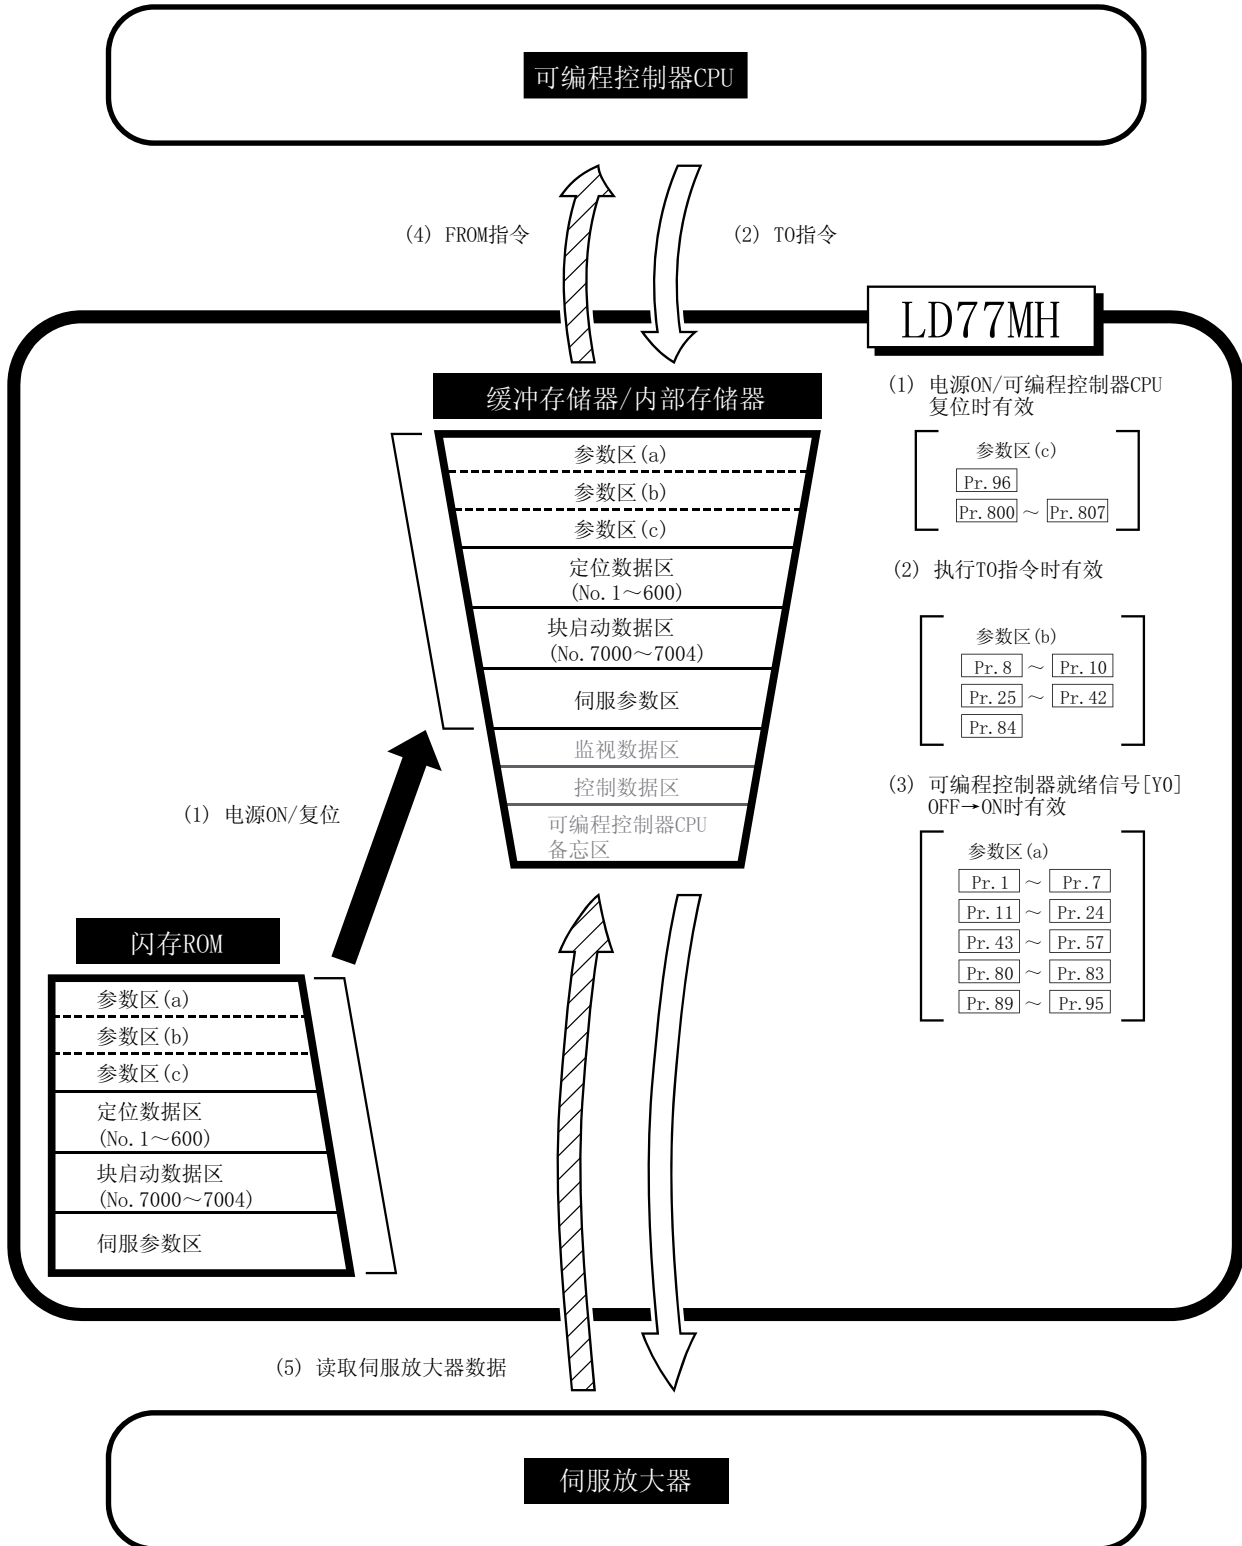 可编程控制器CPU
(4) FROM指令
(2) TO指令
LD77MH
缓冲存储器/内部存储器
参数区(a)
参数区(b)
参数区(c)
定位数据区
(No.1～600)
块启动数据区
(No.7000～7004)
伺服参数区
监视数据区
控制数据区
可编程控制器CPU
备忘区
(1) 电源ON/可编程控制器CPU
复位时有效
参数区(c)
Pr.96
Pr.800 ～ Pr.807
(2) 执行TO指令时有效
参数区(b)
Pr.8 ～ Pr.10
Pr.25 ～ Pr.42
Pr.84
(3) 可编程控制器就绪信号[Y0]
OFF→ON时有效
参数区(a)
Pr.1 ～ Pr.7
Pr.11 ～ Pr.24
Pr.43 ～ Pr.57
Pr.80 ～ Pr.83
Pr.89 ～ Pr.95
(1) 电源ON/复位
闪存ROM
参数区(a)
参数区(b)
参数区(c)
定位数据区
(No.1～600)
块启动数据区
(No.7000～7004)
伺服参数区
(5) 读取伺服放大器数据
伺服放大器